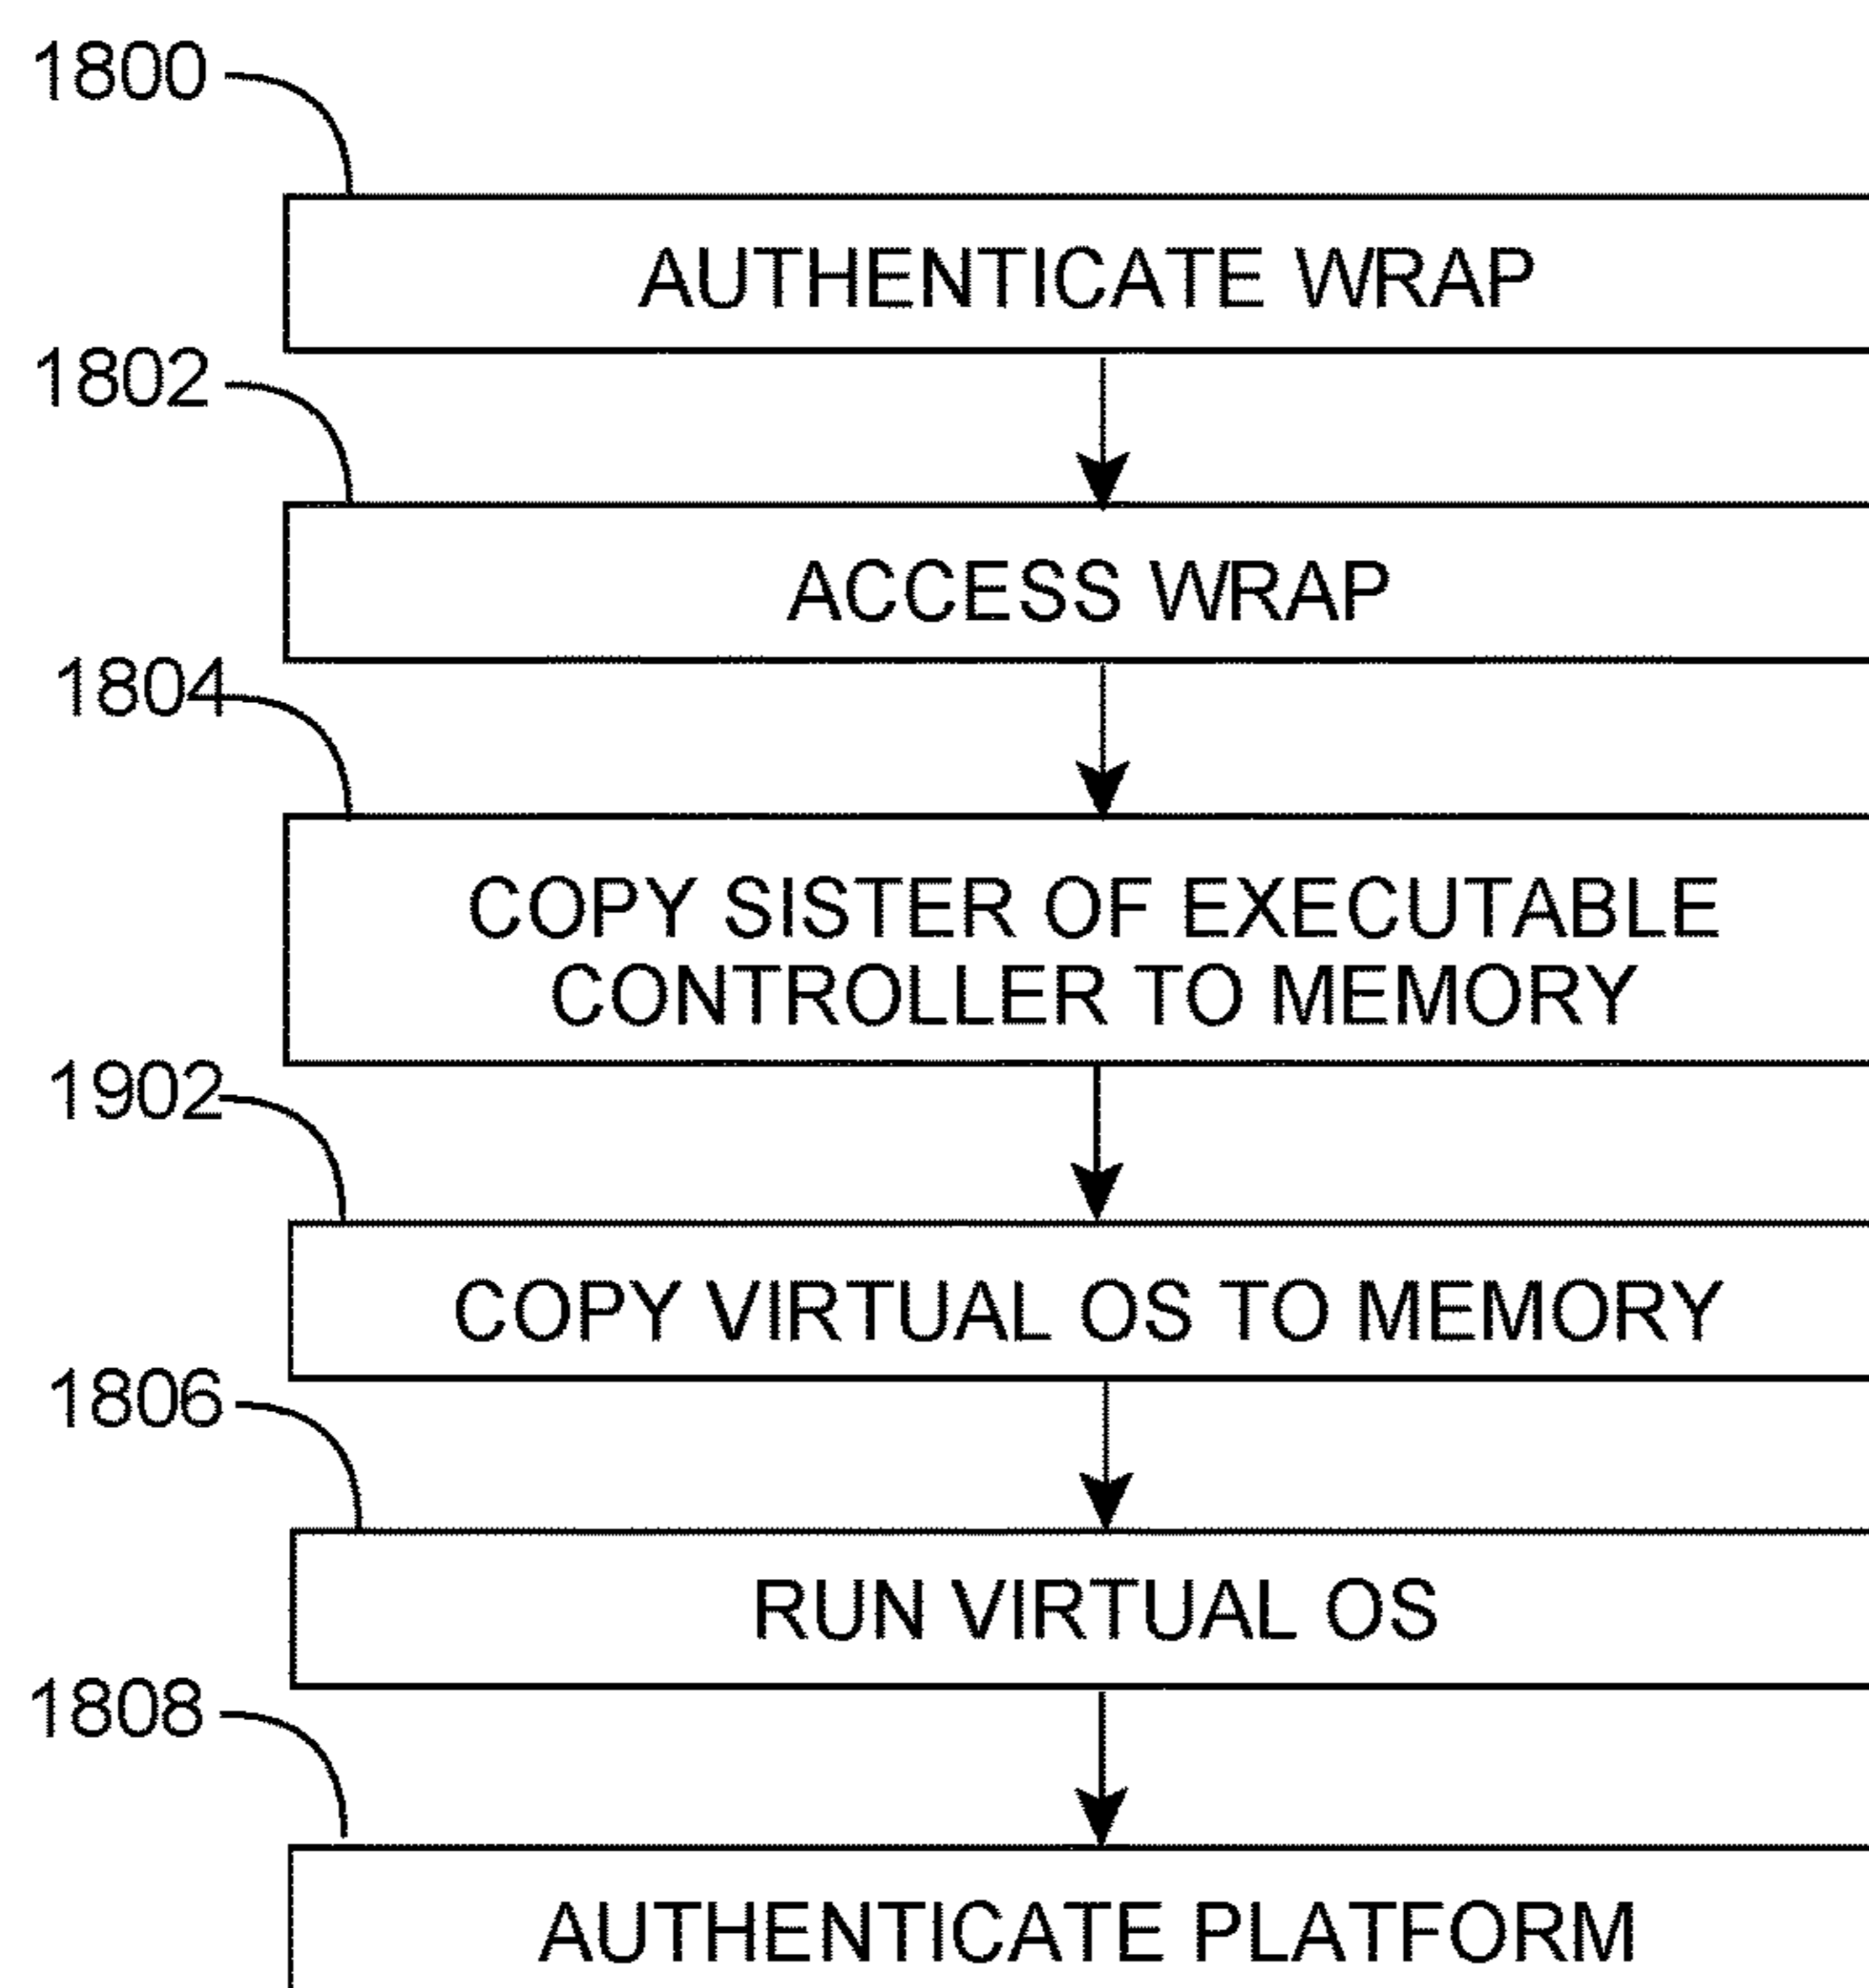 1800
AUTHENTICATE WRAP
1802
ACCESS WRAP
1804
COPY SISTER OF EXECUTABLE
CONTROLLER TO MEMORY
1902
COPY VIRTUAL OS TO MEMORY
1806
RUN VIRTUAL OS
1808
AUTHENTICATE PLATFORM